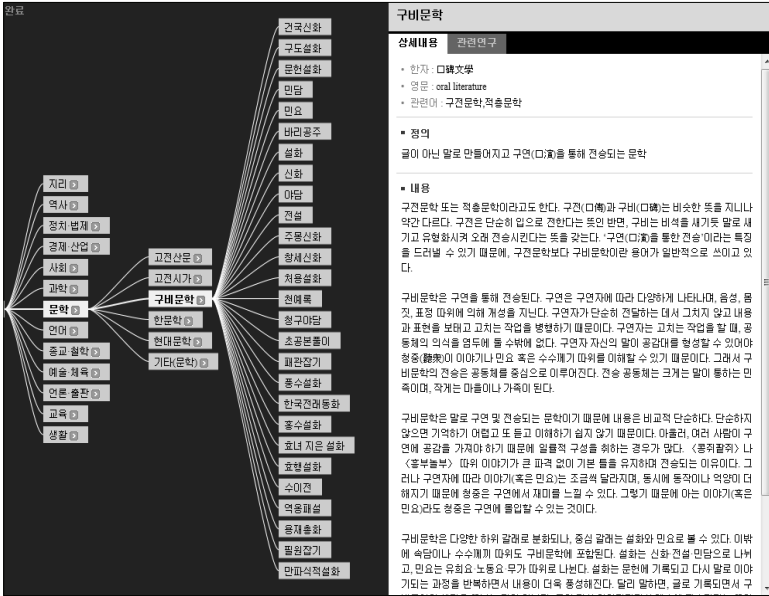 완료
지리
역사
정치·법제
경제·산업
사회
과학
문학
언어
종교·철학
예술·체육
언론·출판
교육
생활
고전산문
고전시가
구비문학
한문학
현대문학
기타(문학)
건국신화
구도설화
문헌설화
민담
민요
바리공주
설화
신화
야담
전설
주몽신화
창세신화
처용설화
천예록
청구야담
초공본풀이
패관잡기
풍수설화
한국전래동화
홍수설화
효녀 지은 설화
효행설화
수이전
역옹패설
용재총화
필원잡기
만파식적설화
구비문학
상세내용 관련연구
• 한자 : 口碑文學
• 영문 : oral literature
• 관련어 : 구전문학,적층문학
정의
글이 아닌 말로 만들어지고 구연(口演)을 통해 전승되는 문학
내용
구전문학 또는 적층문학이라고도 한다. 구전(口傳)과 구비(口碑)는 비슷한 뜻을 지니나
약간 다르다. 구전은 단순히 입으로 전한다는 뜻인 반면, 구비는 비석을 새기듯 말로 새
기고 유형화시켜 오래 전승시킨다는 뜻을 갖는다. ‘구연(口演)을 통한 전승’이라는 특징
을 드러낼 수 있기 때문에, 구전문학보다 구비문학이란 용어가 일반적으로 쓰이고 있
다.
구비문학은 구연을 통해 전승된다. 구연은 구연자에 따라 다양하게 나타나며, 음성, 몸
짓, 표정 따위에 의해 개성을 지닌다. 구연자가 단순히 전달하는 데서 그치지 않고 내용
과 표현을 보태고 고치는 작업을 병행하기 때문이다. 구연자는 고치는 작업을 할 때, 공
동체의 의식을 염두에 둘 수밖에 없다. 구연자 자신의 말이 공감대를 형성할 수 있어야
청중(聽衆)이 이야기나 민요 혹은 수수께기 따위를 이해할 수 있기 때문이다. 그래서 구
비문학의 전승은 공동체를 중심으로 이루어진다. 전승 공동체는 크게는 말이 통하는 민
족이며, 작게는 마을이나 가족이 된다.
구비문학은 말로 구연 및 전승되는 문학이기 때문에 내용은 비교적 단순하다. 단순하지
않으면 기억하기 어렵고 또 듣고 이해하기 쉽지 않기 때문이다. 아울러, 여러 사람이 구
연에 공감을 가져야 하기 때문에 일률적 구성을 취하는 경우가 많다. 〈콩쥐팥쥐〉나
〈흥부놀부〉 따위 이야기가 큰 파격 없이 기본 틀을 유지하며 전승되는 이유이다. 그
러나 구연자에 따라 이야기(혹은 민요)는 조금씩 달라지며, 동시에 동작이나 억양이 더
해지기 때문에 청중은 구연에서 재미를 느낄 수 있다. 그렇기 때문에 아는 이야기(혹은
민요)라도 청중은 구연에 몰입할 수 있는 것이다.
구비문학은 다양한 하위 갈래로 분화되나, 중심 갈래는 설화와 민요로 볼 수 있다. 이밖
에 속담이나 수수께끼 따위도 구비문학에 포함된다. 설화는 신화·전설·민담으로 나뉘
고, 민요는 유희요·노동요·무가 따위로 나뉜다. 설화는 문헌에 기록되고 다시 말로 이야
기되는 과정을 반복하면서 내용이 더욱 풍성해진다. 달리 말하면, 글로 기록되면서 구